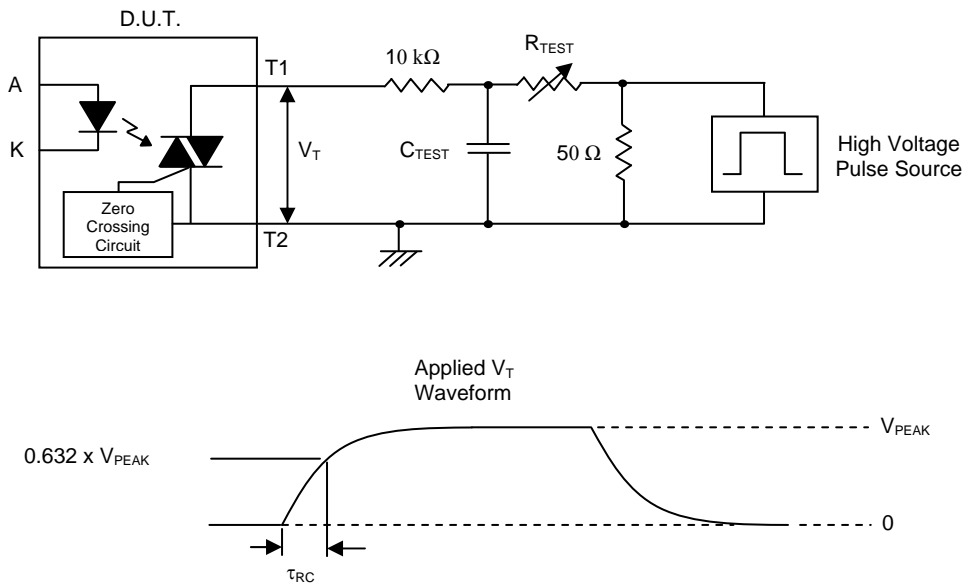 D.U.T.
A
K
Zero
Crossing
Circuit
T1
V_T
T2
10 kΩ
C_TEST
R_TEST
50 Ω
High Voltage
Pulse Source
Applied V_T
Waveform
0.632 x V_PEAK
V_PEAK
0
τ_RC